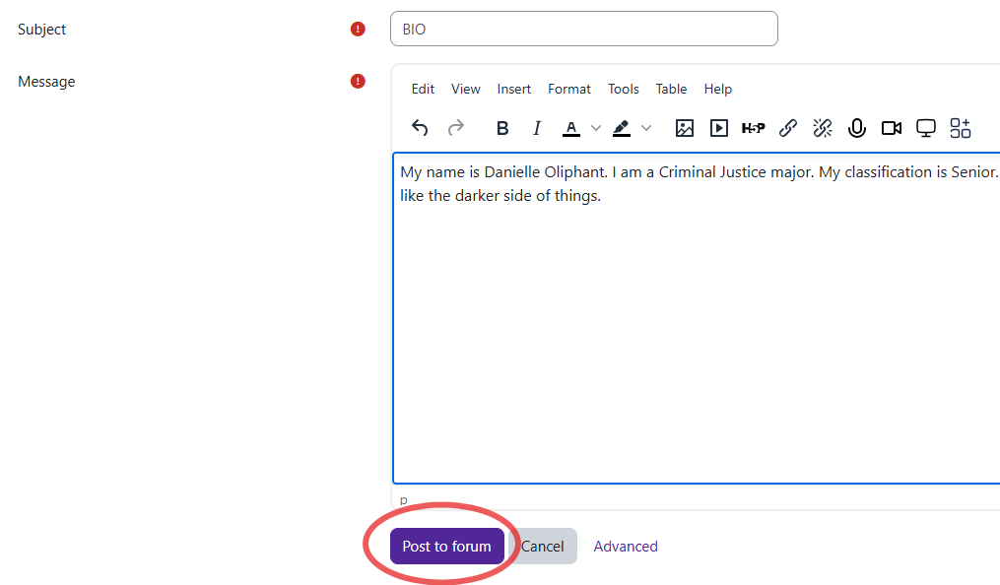 Subject
BIO
Message
Edit View Insert Format Tools Table Help
B I A H5P
My name is Danielle Oliphant. I am a Criminal Justice major. My classification is Senior.
like the darker side of things.
p
Post to forum Cancel Advanced